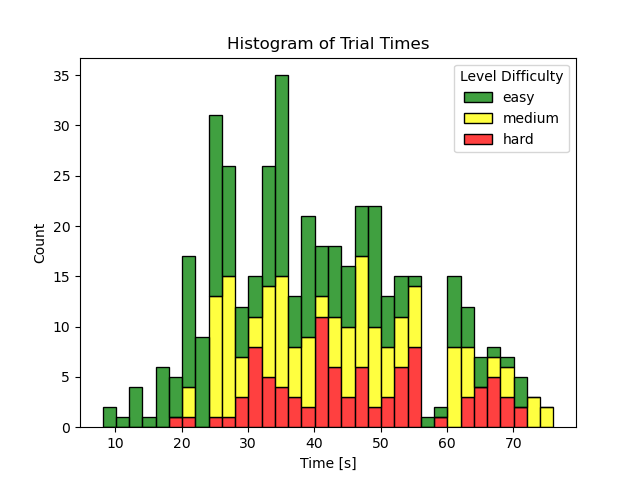 Histogram of Trial Times
Level Difficulty
easy
medium
hard
35
30
25
20
15
10
5
0
Count
10 20 30 40 50 60 70
Time [s]